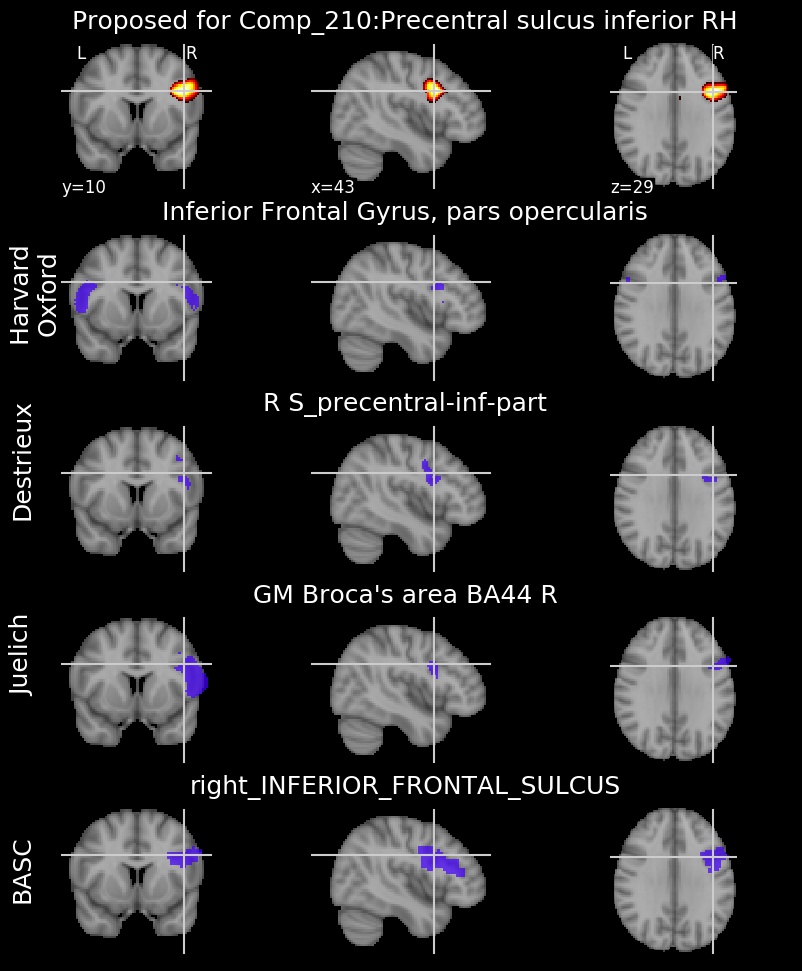 Proposed for Comp_210:Precentral sulcus inferior RH
L R L R
y=10 x=43 z=29
Inferior Frontal Gyrus, pars opercularis
Harvard
Oxford
R S_precentral-inf-part
Destrieux
GM Broca's area BA44 R
Juelich
right_INFERIOR_FRONTAL_SULCUS
BASC